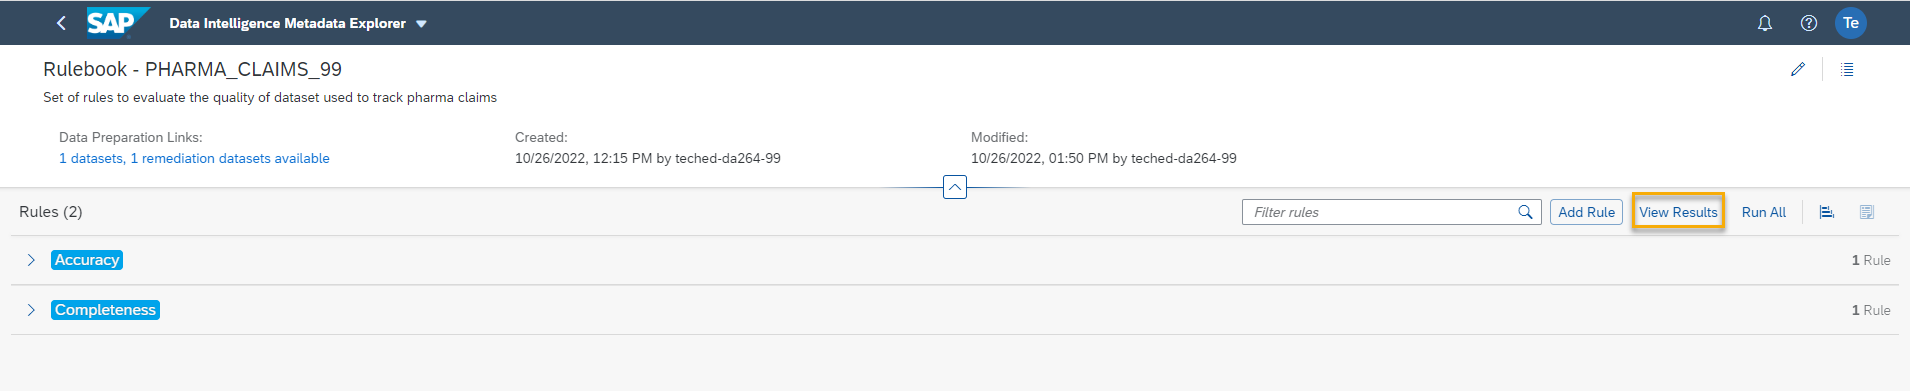 SAP Data Intelligence Metadata Explorer Te
Rulebook - PHARMA_CLAIMS_99
Set of rules to evaluate the quality of dataset used to track pharma claims
Data Preparation Links: Created: Modified:
1 datasets, 1 remediation datasets available 10/26/2022, 12:15 PM by teched-da264-99 10/26/2022, 01:50 PM by teched-da264-99
Rules (2) Filter rules Add Rule View Results Run All
Accuracy 1 Rule
Completeness 1 Rule